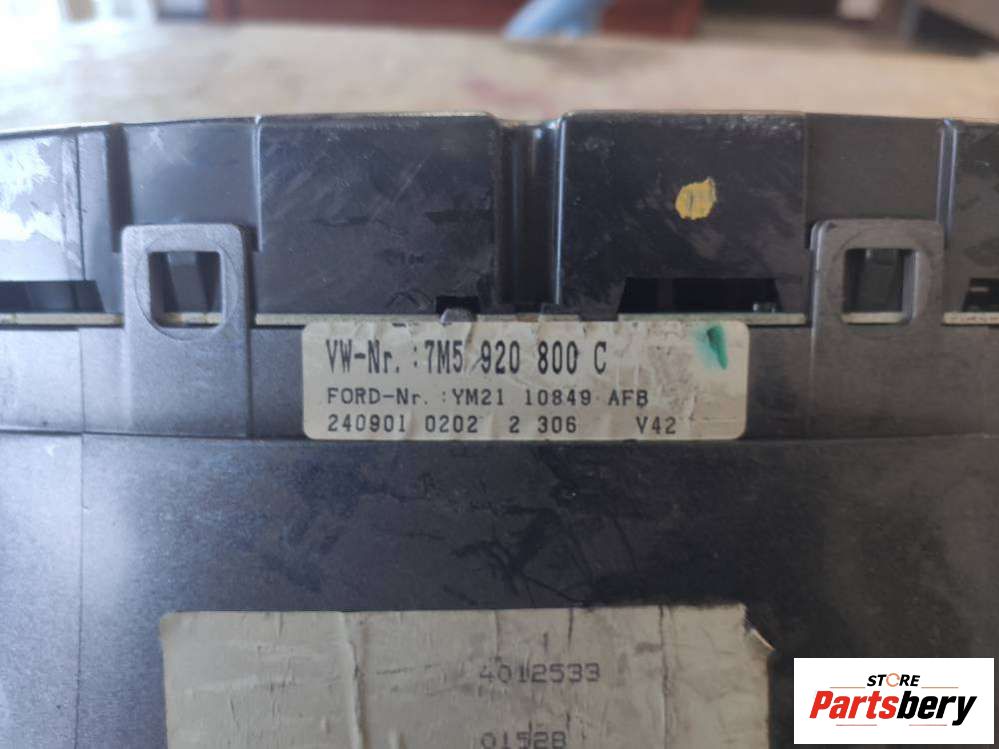 VW-Nr. :7M5 920 800 C
FORD-Nr. :YM21 10849 AFB
240901 0202 2 306 V42
4012533
01528
STORE
Partsbery